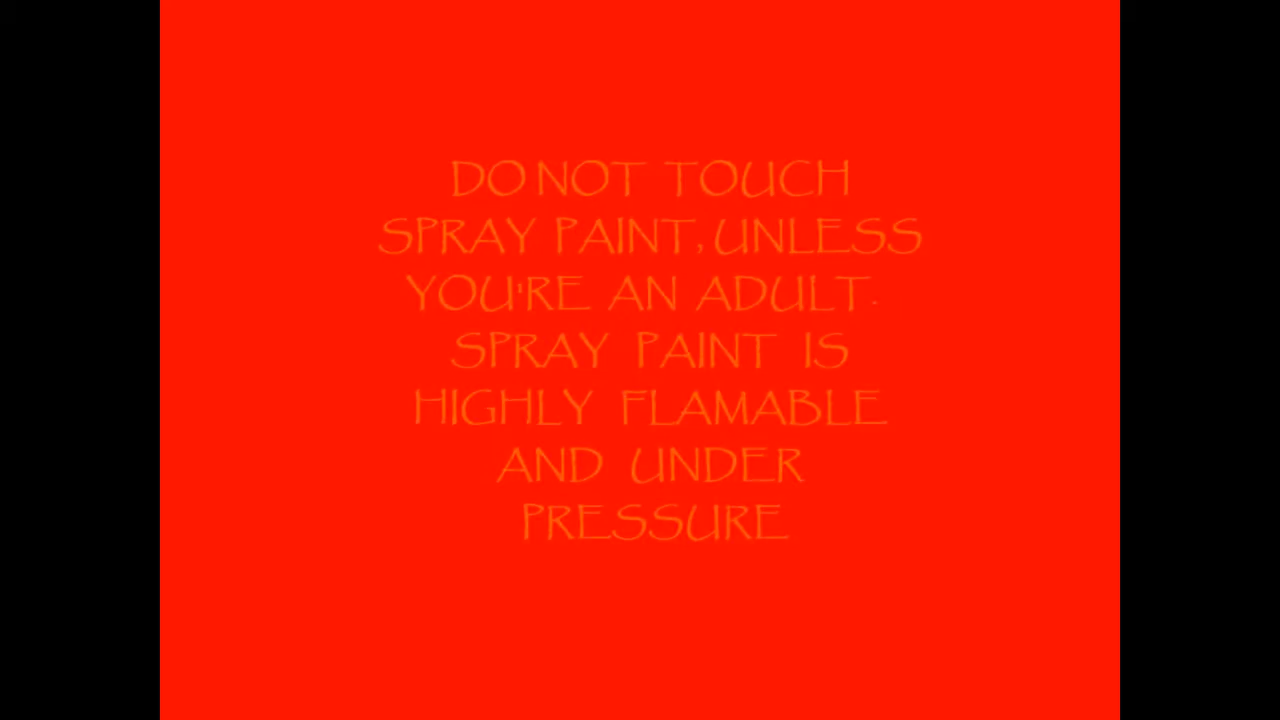 DO NOT TOUCH
SPRAY PAINT, UNLESS
YOU'RE AN ADULT.
SPRAY PAINT IS
HIGHLY FLAMABLE
AND UNDER
PRESSURE